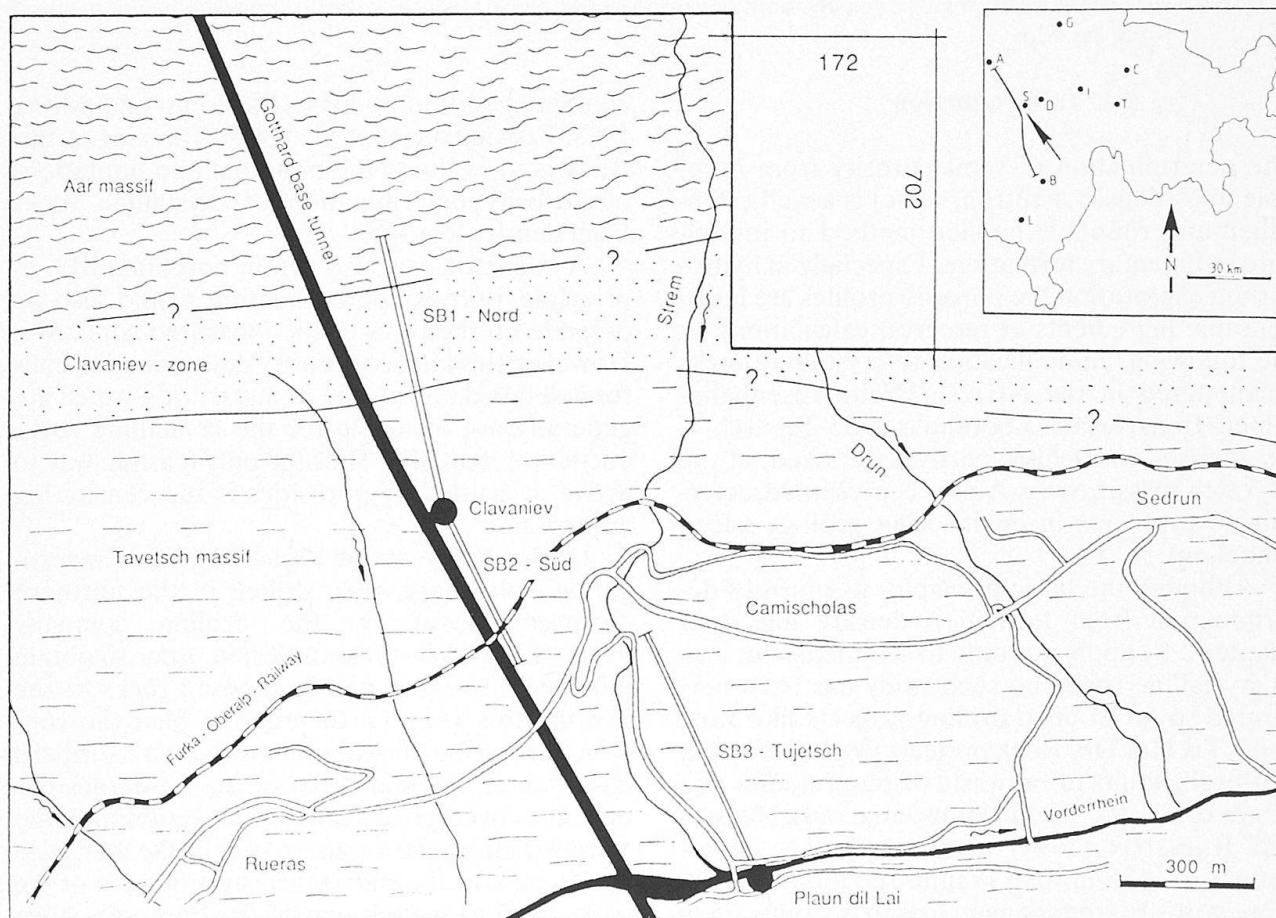 172
702
G
A
C
S
D
I
T
B
L
N
30 km
Gotthard base tunnel
Aar massif
?
?
SB1 - Nord
Strem
Clavaniev - zone
?
?
Drun
Sedrun
Clavaniev
Tavetsch massif
SB2 - Süd
Camischolas
Furka - Oberalp - Railway
SB3 - Tujetsch
Vorderrhein
Rueras
Plaun dil Lai
300 m